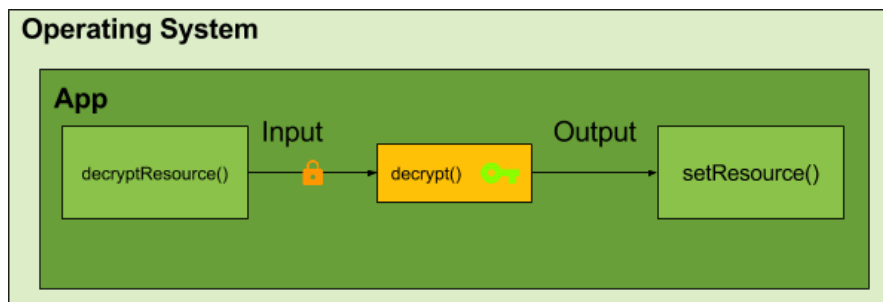 Operating System
App
Input
Output
decryptResource()
decrypt()
setResource()